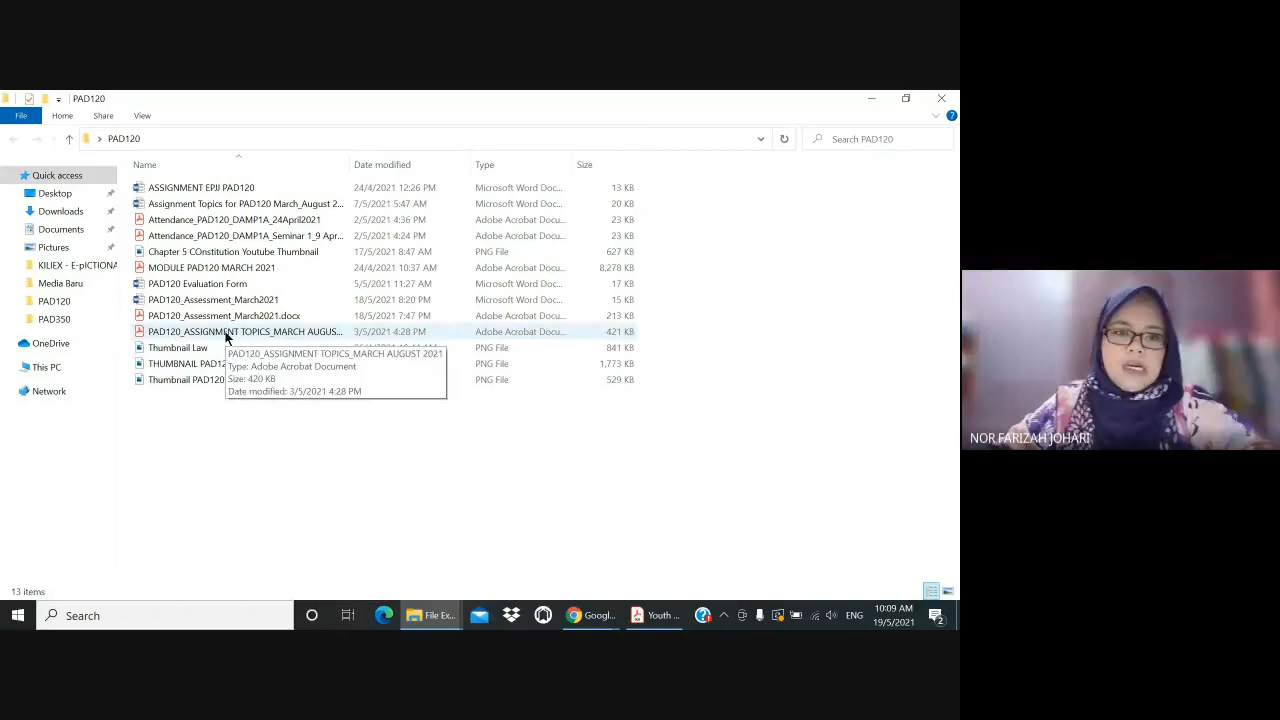 PAD120
File Home Share View
PAD120 Search PAD120
Name Date modified Type Size
Quick access
Desktop
Downloads
Documents
Pictures
KILIEX - E-pICTIONA
Media Baru
PAD120
PAD350
OneDrive
This PC
Network
ASSIGNMENT EPJJ PAD120 24/4/2021 12:26 PM Microsoft Word Doc... 13 KB
Assignment Topics for PAD120 March_August 2... 7/5/2021 5:47 AM Microsoft Word Doc... 20 KB
Attendance_PAD120_DAMP1A_24April2021 2/5/2021 4:36 PM Adobe Acrobat Docu... 23 KB
Attendance_PAD120_DAMP1A_Seminar 1_9 Apr... 2/5/2021 4:24 PM Adobe Acrobat Docu... 23 KB
Chapter 5 COnstitution Youtube Thumbnail 17/5/2021 8:47 AM PNG File 627 KB
MODULE PAD120 MARCH 2021 24/4/2021 10:37 AM Adobe Acrobat Docu... 8,278 KB
PAD120 Evaluation Form 5/5/2021 11:27 AM Microsoft Word Doc... 17 KB
PAD120_Assessment_March2021 18/5/2021 8:20 PM Microsoft Word Doc... 15 KB
PAD120_Assessment_March2021.docx 18/5/2021 7:47 PM Adobe Acrobat Docu... 213 KB
PAD120_ASSIGNMENT TOPICS_MARCH AUGUS... 3/5/2021 4:28 PM Adobe Acrobat Docu... 421 KB
Thumbnail Law PNG File 841 KB
THUMBNAIL PAD12 PNG File 1,773 KB
Thumbnail PAD120 PNG File 529 KB
PAD120_ASSIGNMENT TOPICS_MARCH AUGUST 2021
Type: Adobe Acrobat Document
Size: 420 KB
Date modified: 3/5/2021 4:28 PM
NOR FARIZAH JOHARI
13 items
Search File Ex... Googl... Youth ... ENG 10:09 AM
19/5/2021 2